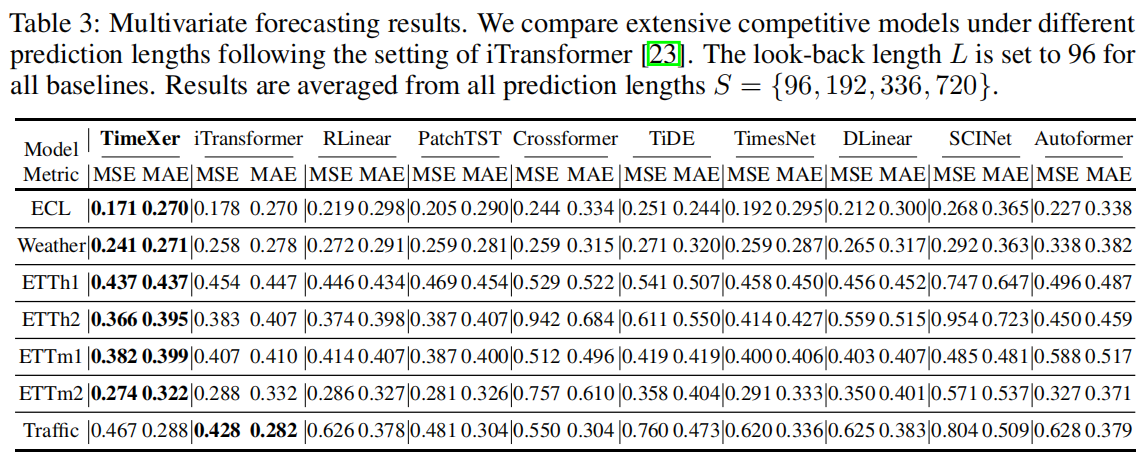 Table 3: Multivariate forecasting results. We compare extensive competitive models under different
prediction lengths following the setting of iTransformer [23]. The look-back length L is set to 96 for
all baselines. Results are averaged from all prediction lengths S = {96, 192, 336, 720}.
Model TimeXer iTransformer RLinear PatchTST Crossformer TiDE TimesNet DLinear SCINet Autoformer
Metric MSE MAE MSE MAE MSE MAE MSE MAE MSE MAE MSE MAE MSE MAE MSE MAE MSE MAE MSE MAE
ECL 0.171 0.270 0.178 0.270 0.219 0.298 0.205 0.290 0.244 0.334 0.251 0.244 0.192 0.295 0.212 0.300 0.268 0.365 0.227 0.338
Weather 0.241 0.271 0.258 0.278 0.272 0.291 0.259 0.281 0.259 0.315 0.271 0.320 0.259 0.287 0.265 0.317 0.292 0.363 0.338 0.382
ETTh1 0.437 0.437 0.454 0.447 0.446 0.434 0.469 0.454 0.529 0.522 0.541 0.507 0.458 0.450 0.456 0.452 0.747 0.647 0.496 0.487
ETTh2 0.366 0.395 0.383 0.407 0.374 0.398 0.387 0.407 0.942 0.684 0.611 0.550 0.414 0.427 0.559 0.515 0.954 0.723 0.450 0.459
ETTm1 0.382 0.399 0.407 0.410 0.414 0.407 0.387 0.400 0.512 0.496 0.419 0.419 0.400 0.406 0.403 0.407 0.485 0.481 0.588 0.517
ETTm2 0.274 0.322 0.288 0.332 0.286 0.327 0.281 0.326 0.757 0.610 0.358 0.404 0.291 0.333 0.350 0.401 0.571 0.537 0.327 0.371
Traffic 0.467 0.288 0.428 0.282 0.626 0.378 0.481 0.304 0.550 0.304 0.760 0.473 0.620 0.336 0.625 0.383 0.804 0.509 0.628 0.379